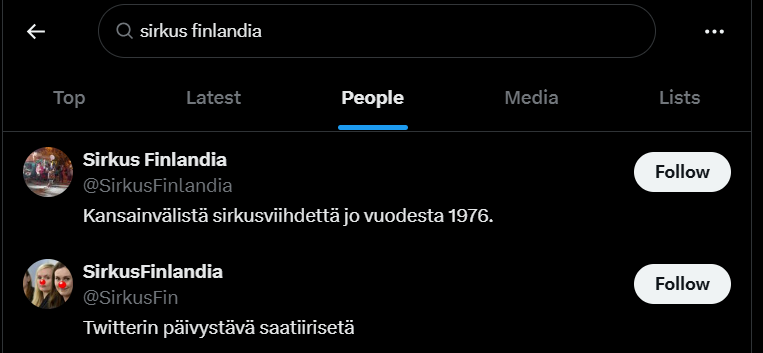 sirkus finlandia
Top Latest People Media Lists
Sirkus Finlandia
@SirkusFinlandia
Follow
Kansainvälistä sirkusviihdettä jo vuodesta 1976.
SirkusFinlandia
@SirkusFin
Follow
Twitterin päivystävä saatiirisetä